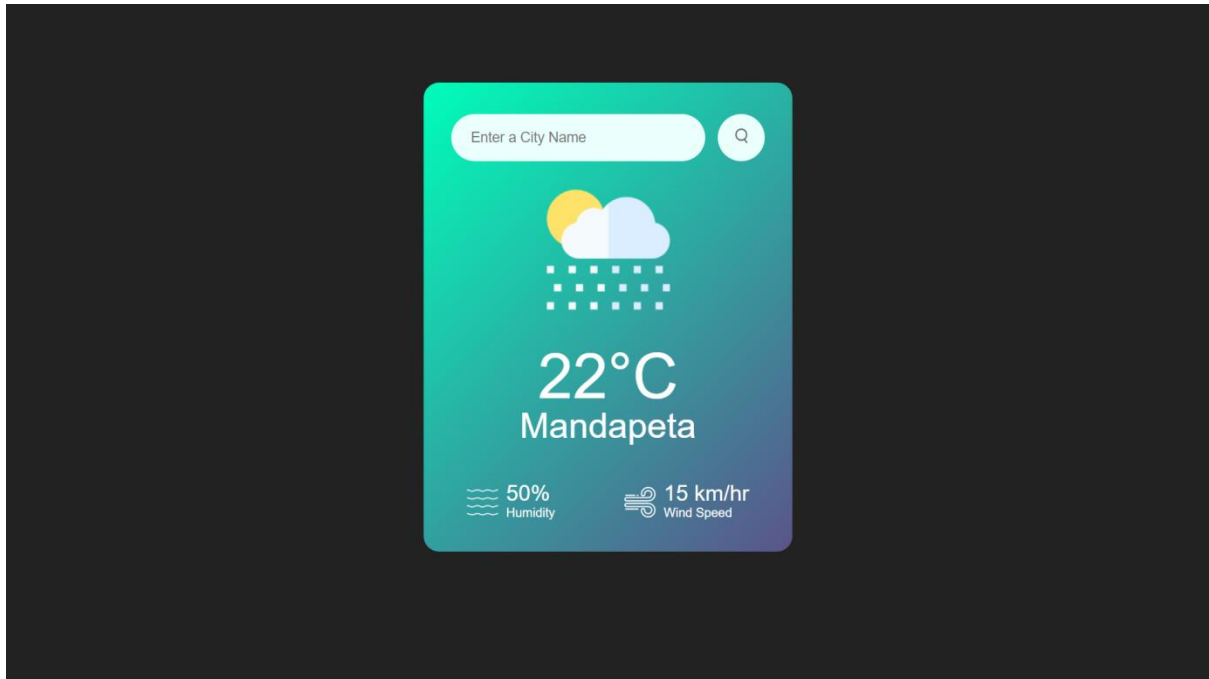 Enter a City Name
22°C
Mandapeta
50%
Humidity
15 km/hr
Wind Speed